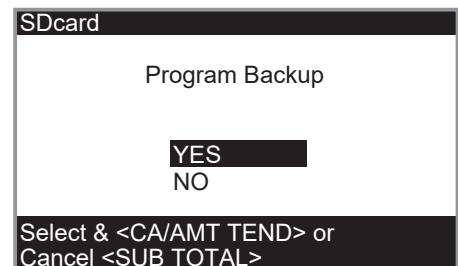 SDcard
Program Backup
YES
NO
Select & <CA/AMT TEND> or
Cancel <SUB TOTAL>